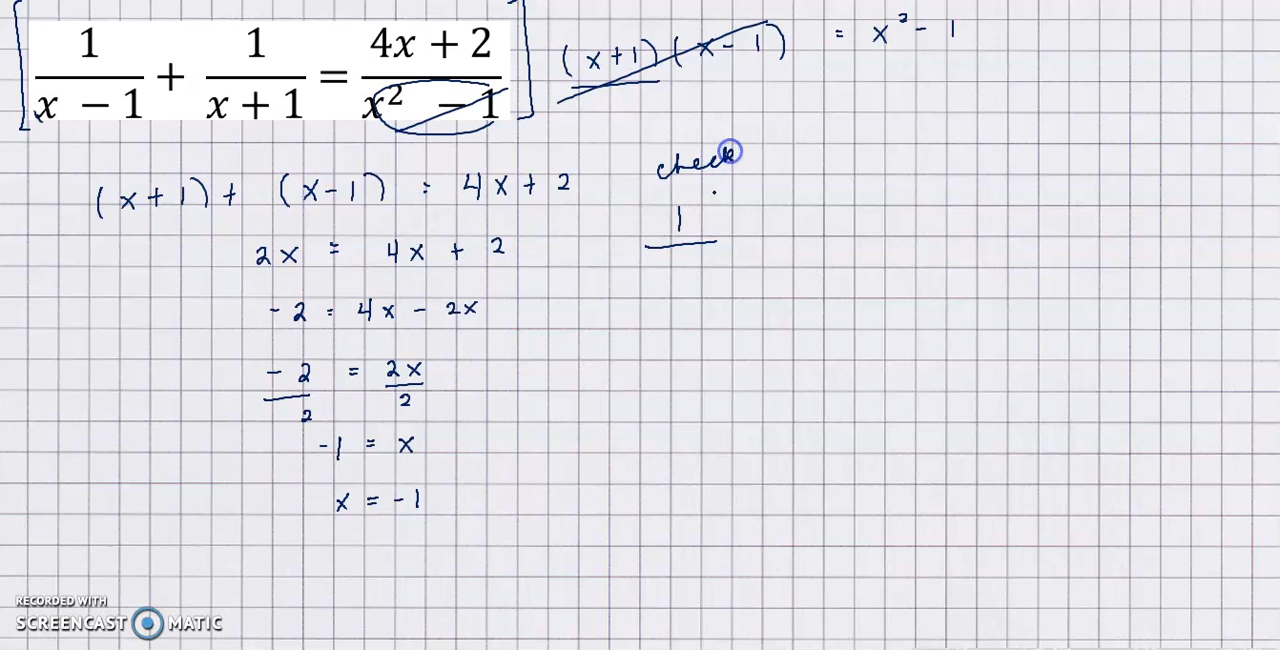 [1/(x − 1) + 1/(x + 1) = (4x + 2)/(x² − 1)] (x + 1)(x − 1) = x² − 1
(x + 1) + (x − 1) = 4x + 2
2x = 4x + 2
-2 = 4x - 2x
-2/2 = 2x/2
-1 = x
x = -1
check
1
RECORDED WITH
SCREENCAST MATIC